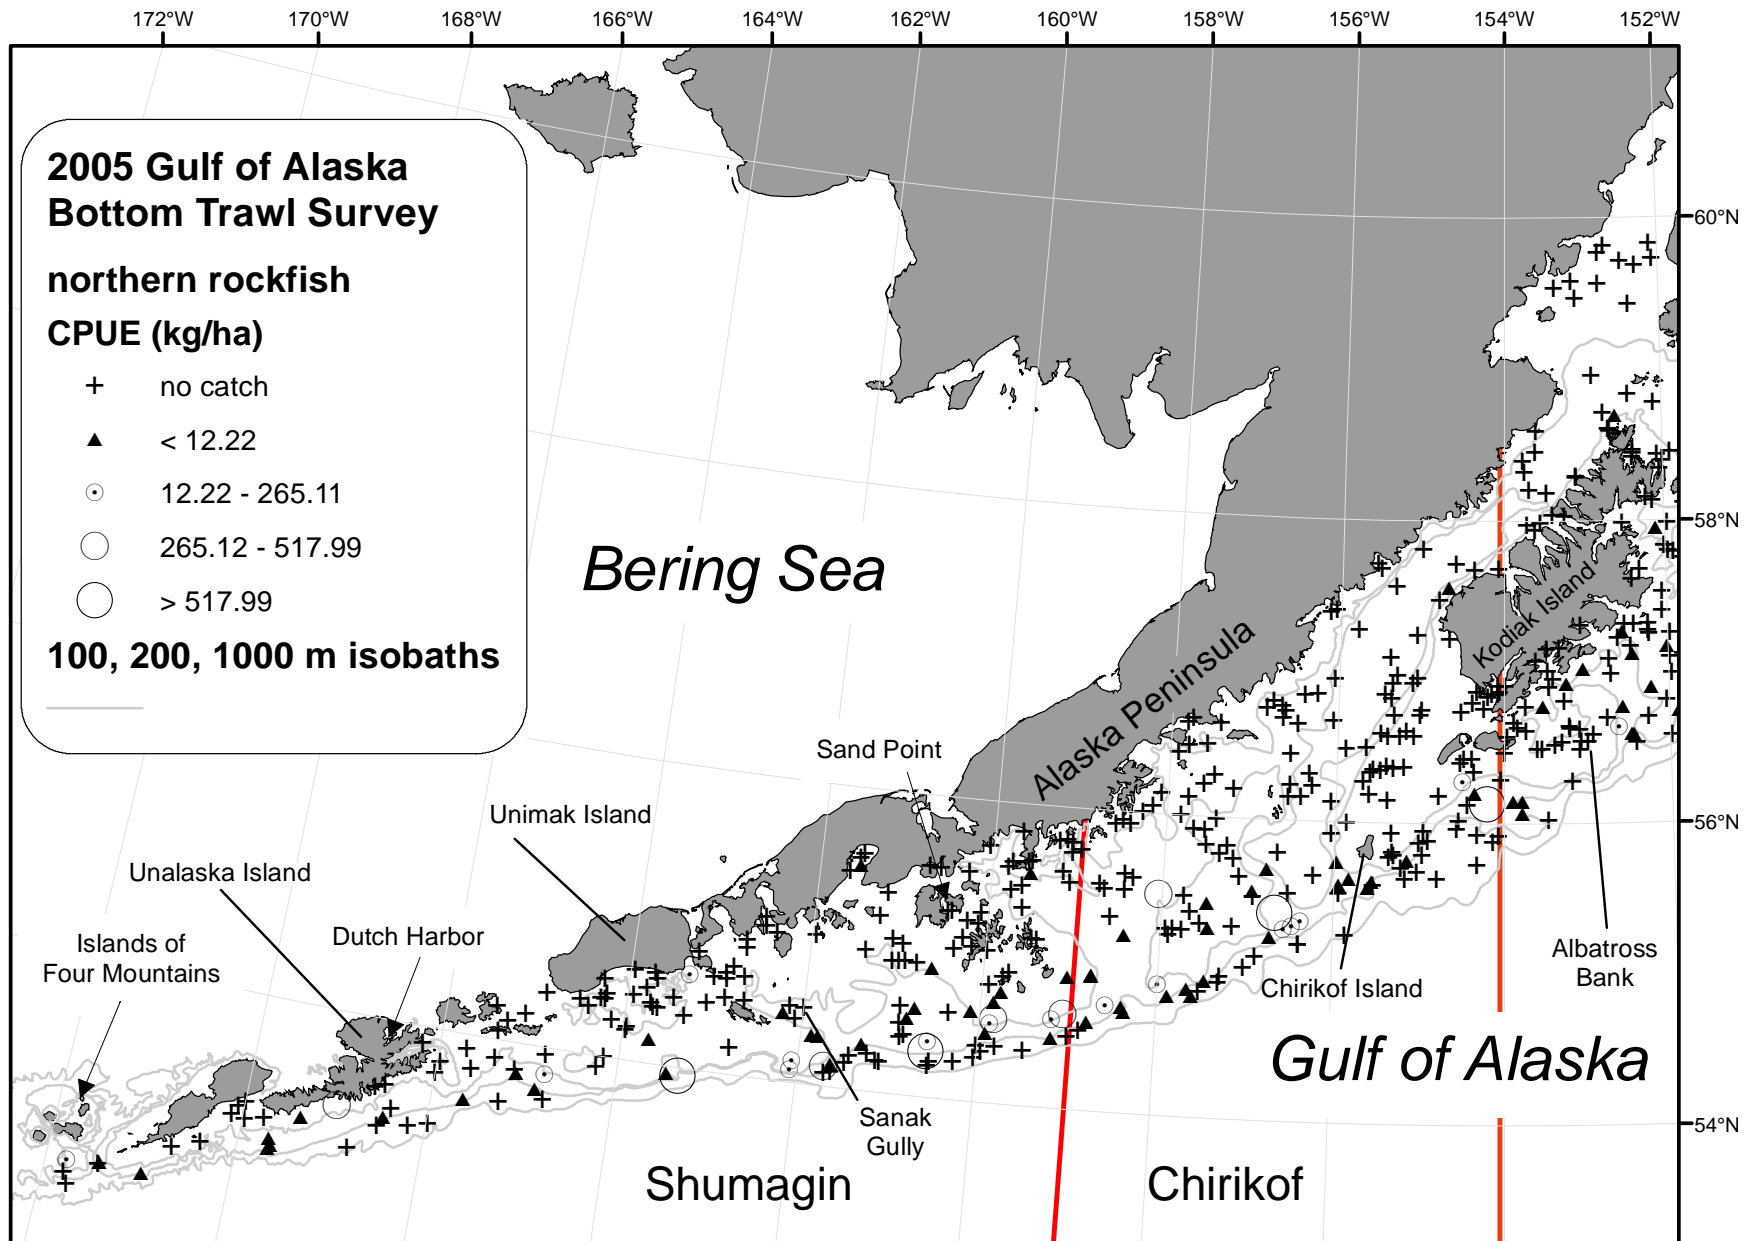 172°W 170°W 168°W 166°W 164°W 162°W 160°W 158°W 156°W 154°W 152°W
2005 Gulf of Alaska
Bottom Trawl Survey
northern rockfish
CPUE (kg/ha)
no catch
< 12.22
12.22 - 265.11
265.12 - 517.99
> 517.99
100, 200, 1000 m isobaths
60°N
58°N
56°N
54°N
Bering Sea
Kodiak Island
Alaska Peninsula
Sand Point
Unimak Island
Unalaska Island
Dutch Harbor
Islands of
Four Mountains
Albatross
Bank
Chirikof Island
Gulf of Alaska
Sanak
Gully
Shumagin
Chirikof